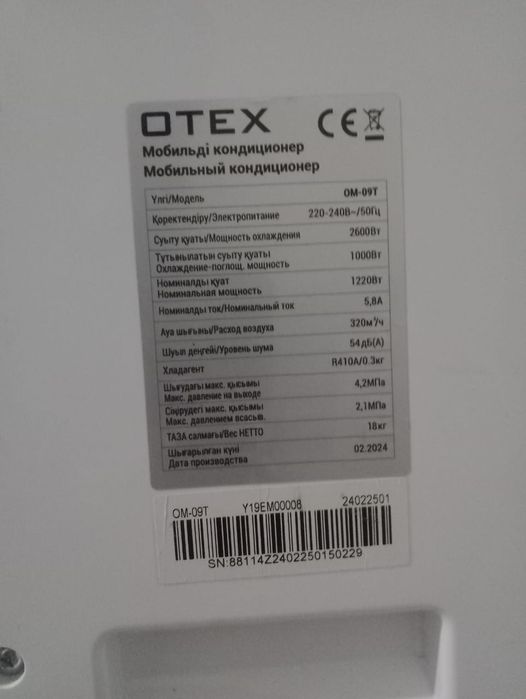 OTEX CE
Мобильді кондиционер
Мобильный кондиционер
Үлгі/Модель OM-09T
Қоректендіру/Электропитание 220-240В~/50Гц
Суыту қуаты/Мощность охлаждения 2600Вт
Тұтынылатын суыту қуаты
Охлаждение-поглощ. мощность 1000Вт
Номиналды қуат
Номинальная мощность 1220Вт
Номиналды ток/Номинальный ток 5,8А
Ауа шығыны/Расход воздуха 320м³/ч
Шуыл деңгейі/Уровень шума 54дб(А)
Хладагент R410A/0.3кг
Шығудағы макс. қысымы
Макс. давление на выходе 4,2МПа
Сорудегі макс. қысымы
Макс. давлением всасыв. 2,1МПа
ТАЗА салмағы/Вес НЕТТО 18кг
Шығарылған күні
Дата производства 02.2024
OM-09T Y19EM00008 24022501
SN:88114Z2402250150229